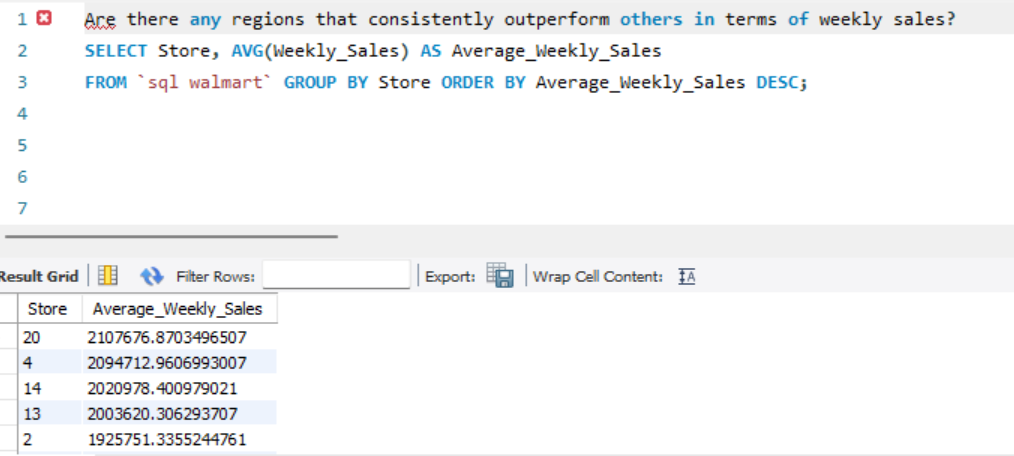 1 Are there any regions that consistently outperform others in terms of weekly sales?
2 SELECT Store, AVG(Weekly_Sales) AS Average_Weekly_Sales
3 FROM `sql walmart` GROUP BY Store ORDER BY Average_Weekly_Sales DESC;
4
5
6
7
Result Grid Filter Rows: Export: Wrap Cell Content:
Store Average_Weekly_Sales
20 2107676.8703496507
4 2094712.9606993007
14 2020978.400979021
13 2003620.306293707
2 1925751.3355244761